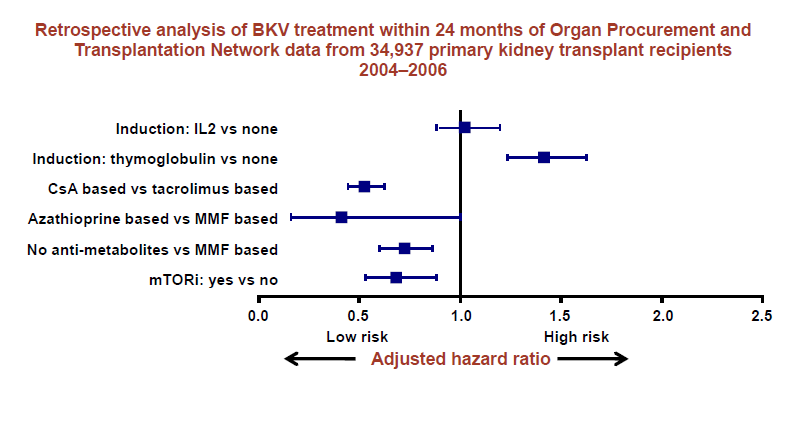 Retrospective analysis of BKV treatment within 24 months of Organ Procurement and
Transplantation Network data from 34,937 primary kidney transplant recipients
2004–2006
Induction: IL2 vs none
Induction: thymoglobulin vs none
CsA based vs tacrolimus based
Azathioprine based vs MMF based
No anti-metabolites vs MMF based
mTORi: yes vs no
0.0 0.5 1.0 1.5 2.0 2.5
Low risk High risk
Adjusted hazard ratio